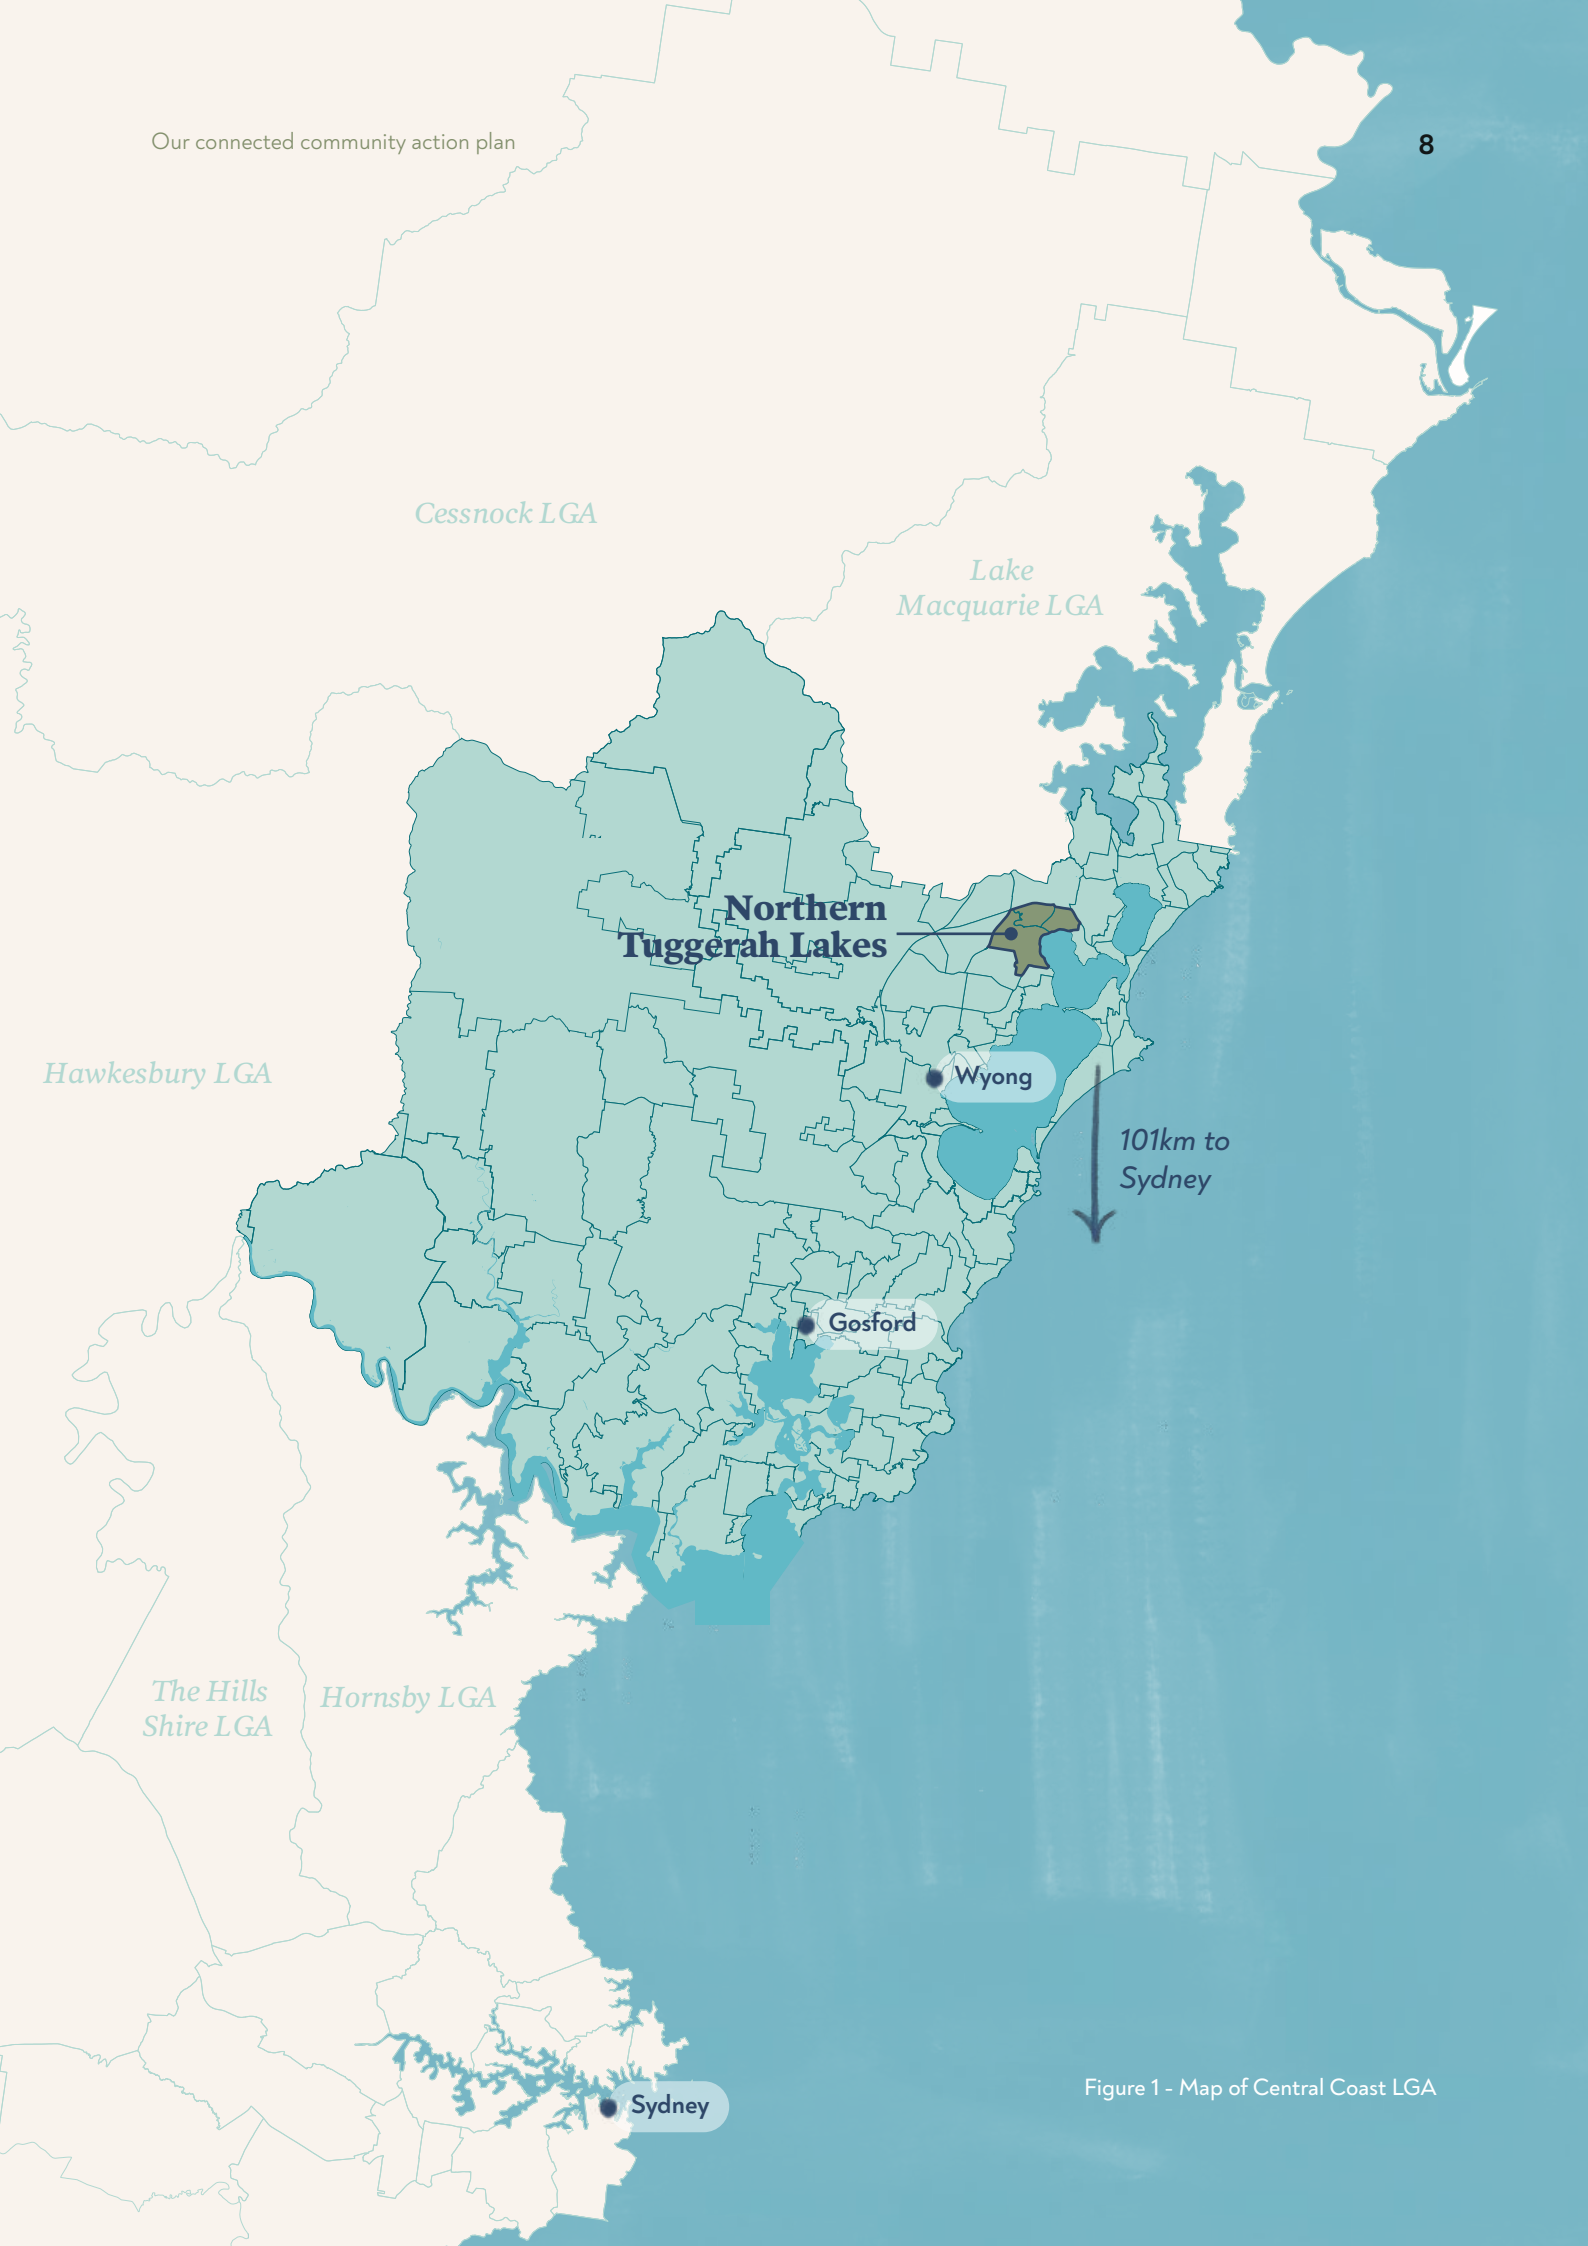 Our connected community action plan
8
Cessnock LGA
Lake
Macquarie LGA
Northern
Tuggerah Lakes
Hawkesbury LGA
Wyong
101km to
Sydney
Gosford
The Hills
Shire LGA
Hornsby LGA
Figure 1 - Map of Central Coast LGA
Sydney